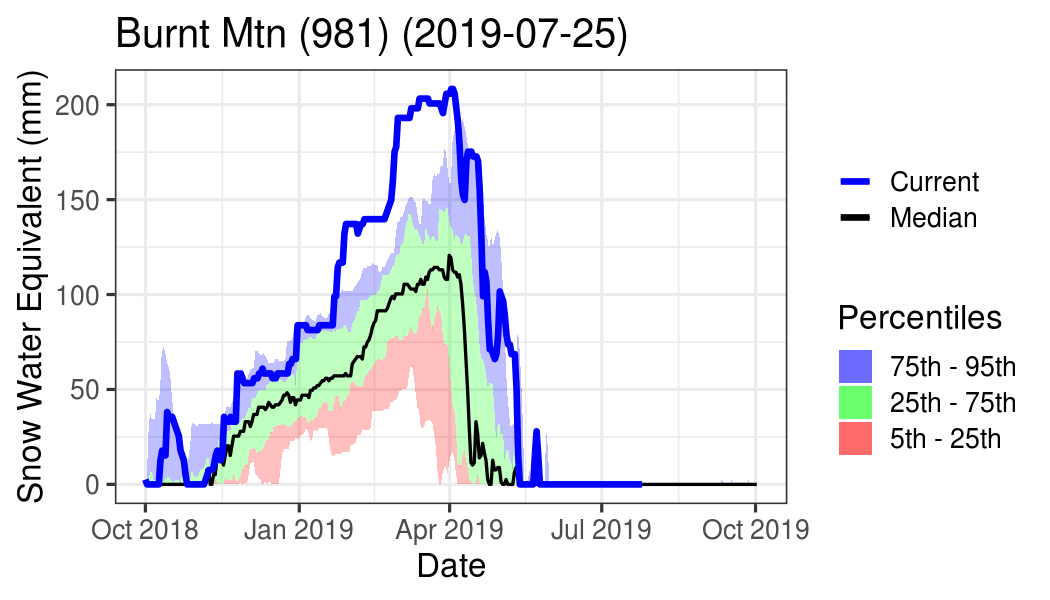 Burnt Mtn (981) (2019-07-25)
Snow Water Equivalent (mm)
200
150
100
50
0
Oct 2018 Jan 2019 Apr 2019 Jul 2019 Oct 2019
Date
Current
Median
Percentiles
75th - 95th
25th - 75th
5th - 25th